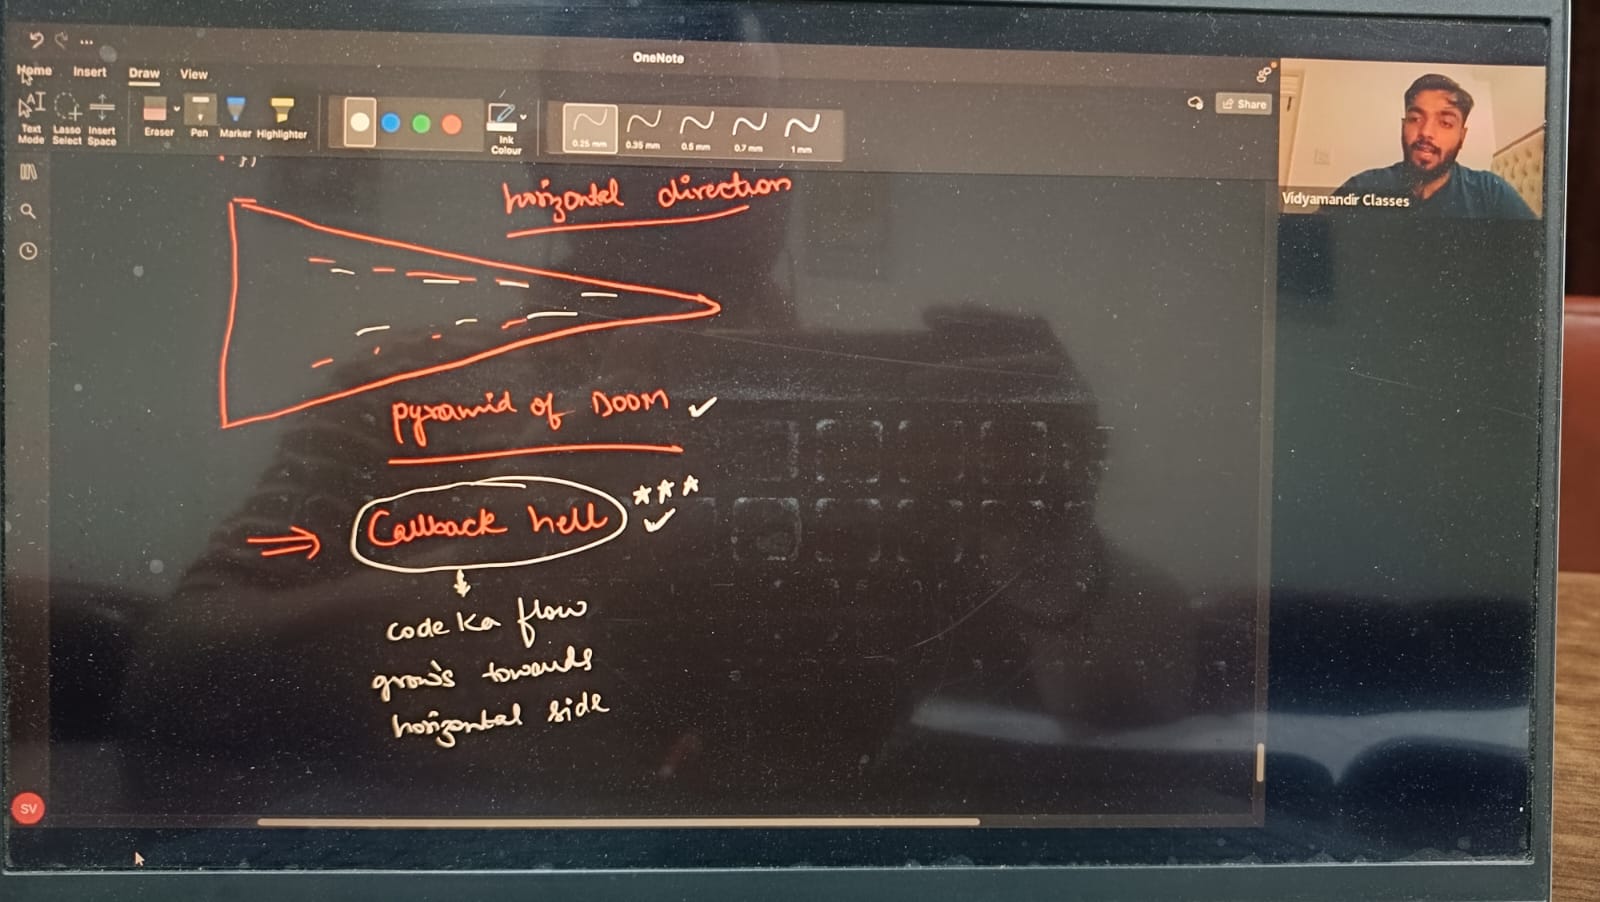 OneNote
Home Insert Draw View
Share
Text Mode
Lasso Select
Insert Space
Eraser
Pen
Marker
Highlighter
Ink Colour
0.25 mm
0.35 mm
0.5 mm
0.7 mm
1 mm
Vidyamandir Classes
})
horizontal direction
pyramid of DOOM
Callback hell
code ka flow
grows towards
horizontal side
SV